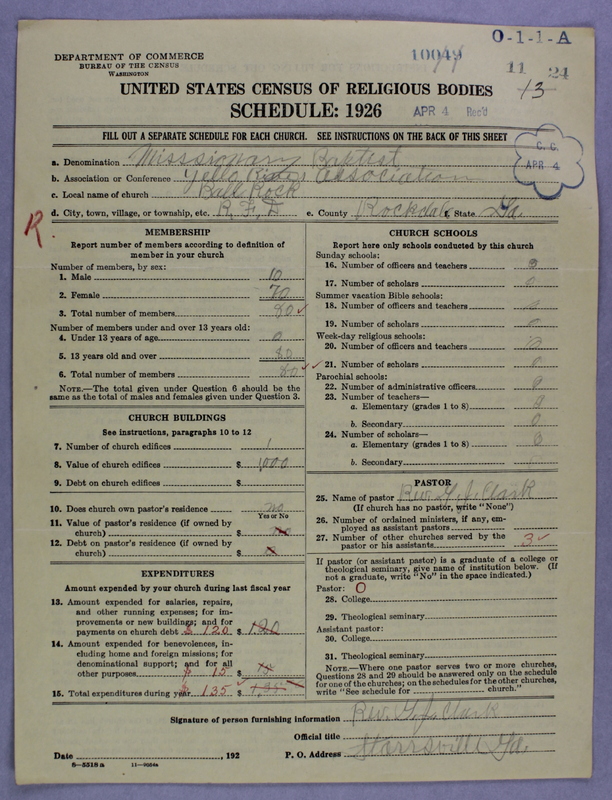 O-1-1-A
10049
11 24
13
DEPARTMENT OF COMMERCE
BUREAU OF THE CENSUS
WASHINGTON
UNITED STATES CENSUS OF RELIGIOUS BODIES
SCHEDULE: 1926
APR 4 Rec'd
FILL OUT A SEPARATE SCHEDULE FOR EACH CHURCH. SEE INSTRUCTIONS ON THE BACK OF THIS SHEET
C. C.
APR 4
a. Denomination Missionary Baptist
b. Association or Conference Yello River Association
c. Local name of church Ball Rock
d. City, town, village, or township, etc. R. F. D. e. County Rockdale f. State Ga.
R
MEMBERSHIP
Report number of members according to definition of
member in your church
Number of members, by sex:
1. Male 10
2. Female 70
3. Total number of members 80
Number of members under and over 13 years old:
4. Under 13 years of age 0
5. 13 years old and over 80
6. Total number of members 80
NOTE.—The total given under Question 6 should be the
same as the total of males and females given under Question 3.
CHURCH BUILDINGS
See instructions, paragraphs 10 to 12
7. Number of church edifices 1
8. Value of church edifices $ 1000
9. Debt on church edifices $
10. Does church own pastor's residence no
Yes or No
11. Value of pastor's residence (if owned by
church) $
12. Debt on pastor's residence (if owned by
church) $
EXPENDITURES
Amount expended by your church during last fiscal year
13. Amount expended for salaries, repairs,
and other running expenses; for im-
provements or new buildings; and for
payments on church debt $ 120 $ 120
14. Amount expended for benevolences, in-
cluding home and foreign missions; for
denominational support; and for all
other purposes $ 15 $
15. Total expenditures during year $ 135 $
CHURCH SCHOOLS
Report here only schools conducted by this church
Sunday schools:
16. Number of officers and teachers
17. Number of scholars 0
Summer vacation Bible schools:
18. Number of officers and teachers 0
19. Number of scholars 0
Week-day religious schools:
20. Number of officers and teachers
21. Number of scholars
Parochial schools:
22. Number of administrative officers
23. Number of teachers—
a. Elementary (grades 1 to 8)
b. Secondary 0
24. Number of scholars—
a. Elementary (grades 1 to 8)
b. Secondary
PASTOR
25. Name of pastor Rev. G. J. Clark
(If church has no pastor, write "None")
26. Number of ordained ministers, if any, em-
ployed as assistant pastors
27. Number of other churches served by the
pastor or his assistants 3
If pastor (or assistant pastor) is a graduate of a college or
theological seminary, give name of institution below. (If
not a graduate, write "No" in the space indicated.)
Pastor: O
28. College
29. Theological seminary
Assistant pastor:
30. College
31. Theological seminary
NOTE.—Where one pastor serves two or more churches,
Questions 28 and 29 should be answered only on the schedule
for one of the churches; on the schedules for the other churches,
write "See schedule for church."
Signature of person furnishing information Rev. G. J. Clark
Official title
Date , 192 P. O. Address Starrsville Ga.
8-5518a 11-9024a